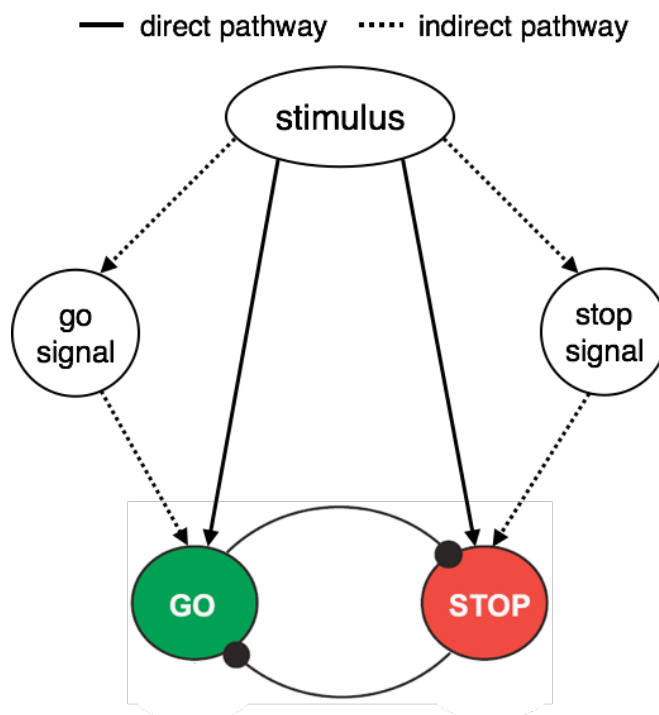 direct pathway
indirect pathway
stimulus
go
signal
stop
signal
GO
STOP